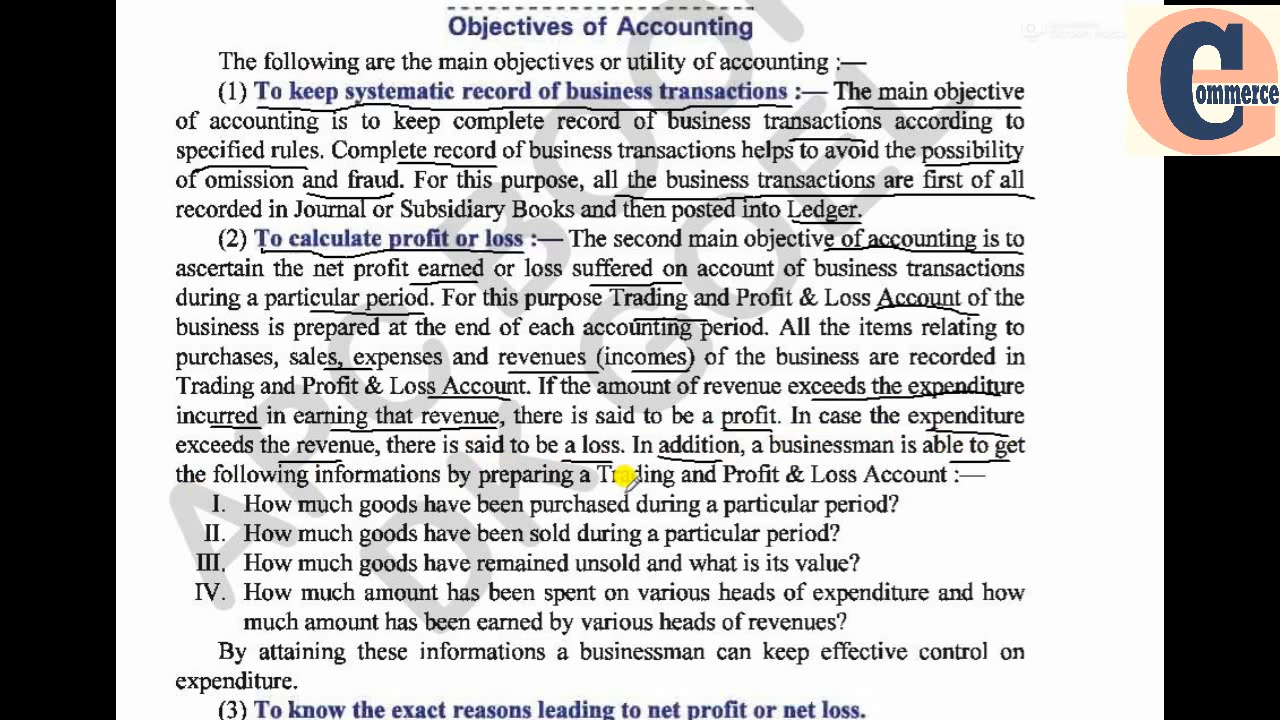 Objectives of Accounting
The following are the main objectives or utility of accounting :—
(1) To keep systematic record of business transactions :— The main objective
of accounting is to keep complete record of business transactions according to
specified rules. Complete record of business transactions helps to avoid the possibility
of omission and fraud. For this purpose, all the business transactions are first of all
recorded in Journal or Subsidiary Books and then posted into Ledger.
(2) To calculate profit or loss :— The second main objective of accounting is to
ascertain the net profit earned or loss suffered on account of business transactions
during a particular period. For this purpose Trading and Profit & Loss Account of the
business is prepared at the end of each accounting period. All the items relating to
purchases, sales, expenses and revenues (incomes) of the business are recorded in
Trading and Profit & Loss Account. If the amount of revenue exceeds the expenditure
incurred in earning that revenue, there is said to be a profit. In case the expenditure
exceeds the revenue, there is said to be a loss. In addition, a businessman is able to get
the following informations by preparing a Trading and Profit & Loss Account :—
I. How much goods have been purchased during a particular period?
II. How much goods have been sold during a particular period?
III. How much goods have remained unsold and what is its value?
IV. How much amount has been spent on various heads of expenditure and how
much amount has been earned by various heads of revenues?
By attaining these informations a businessman can keep effective control on
expenditure.
(3) To know the exact reasons leading to net profit or net loss.
Commerce
DK GOEL